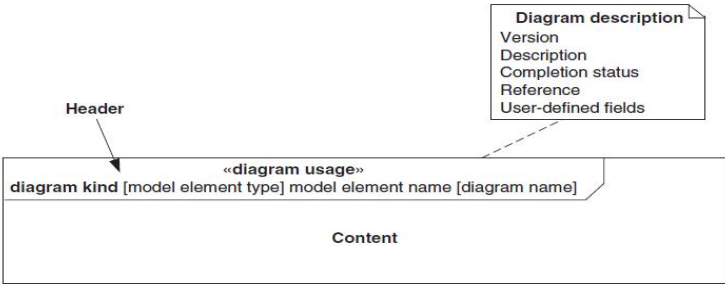 Diagram description
Version
Description
Completion status
Reference
User-defined fields
Header
«diagram usage»
diagram kind [model element type] model element name [diagram name]
Content